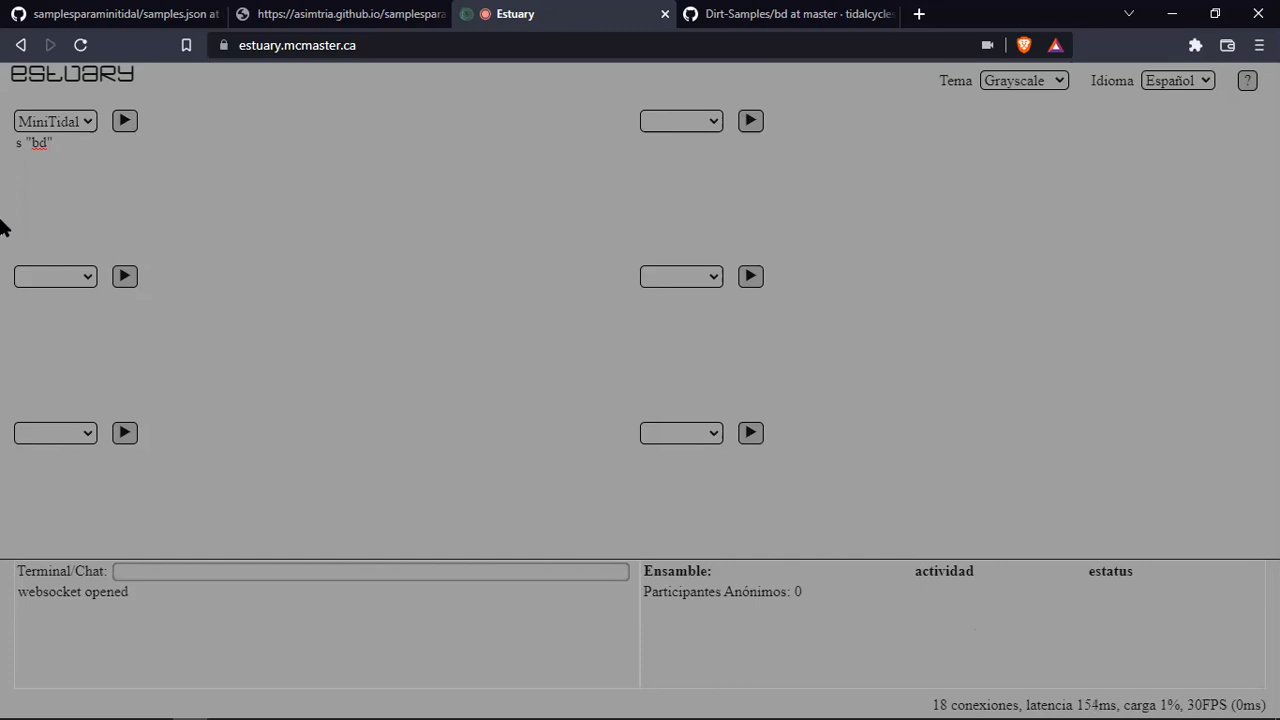 samplesparaminitidal/samples.json at
https://asimtria.github.io/samplespara
Estuary
Dirt-Samples/bd at master · tidalcycles
estuary.mcmaster.ca
estuary
Tema Grayscale Idioma Español ?
MiniTidal
s "bd"
Terminal/Chat:
websocket opened
Ensamble: actividad estatus
Participantes Anónimos: 0
18 conexiones, latencia 154ms, carga 1%, 30FPS (0ms)